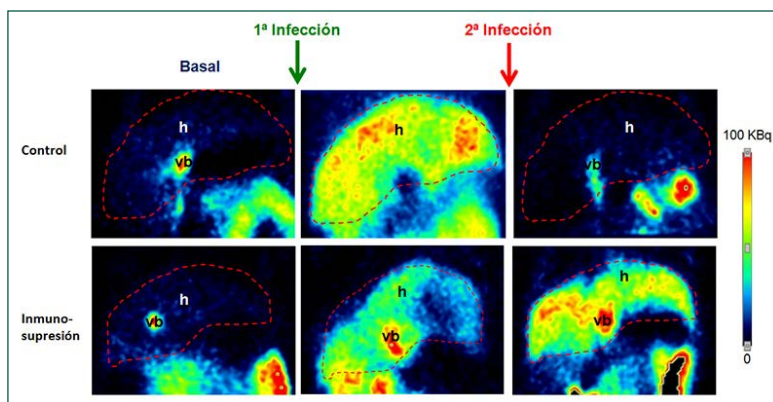 1ª Infección
2ª Infección
Basal
Control
h
vb
h
h
vb
100 KBq
0
Inmuno-
supresión
h
vb
h
vb
h
vb